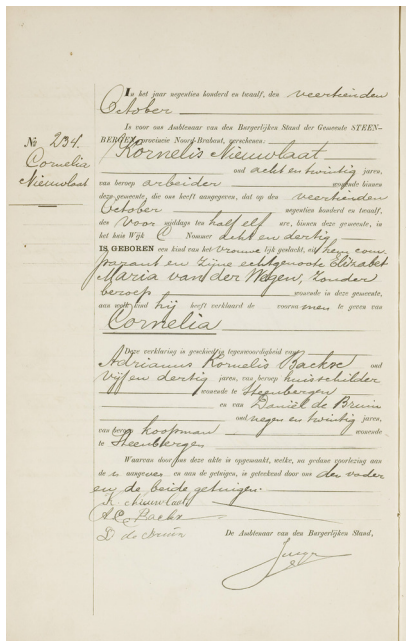 In het jaar negentien honderd en twaalf, den veertienden
October
Is voor ons Ambtenaar van den Burgerlijken Stand der Gemeente STEEN-
BERGEN provincie Noord-Brabant, verschenen:
No 234.
Cornelia
Nieuwlaat
Kornelis Nieuwlaat
oud acht en twintig jaren,
van beroep arbeider wonende binnen
deze gemeente, die ons heeft aangegeven, dat op den veertienden
October negentien honderd en twaalf,
des voor middags ten half elf ure, binnen deze gemeente, in
het huis Wijk C Nommer acht en dertig
IS GEBOREN een kind van het vrouwelijk geslacht, uit hem com-
parant en zijne echtgenoote Elizabet
Maria van der Wegen, zonder
beroep wonende in deze gemeente,
aan welk kind hij heeft verklaard de voornamen te geven van
Cornelia
Deze verklaring is geschied in tegenwoordigheid van
Adrianus Kornelis Backx oud
vijf en dertig jaren, van beroep huisschilder
wonende te Steenbergen
en van Daniël de Bruin
oud negen en twintig jaren,
van beroep koopman wonende
te Steenbergen
Waarvan door ons deze akte is opgemaakt, welke, na gedane voorlezing aan
de aangever en aan de getuigen, is geteekend door ons den vader
en de beide getuigen.
K Nieuwlaat
A.C. Backx
D. de Bruin
De Ambtenaar van den Burgerlijken Stand,